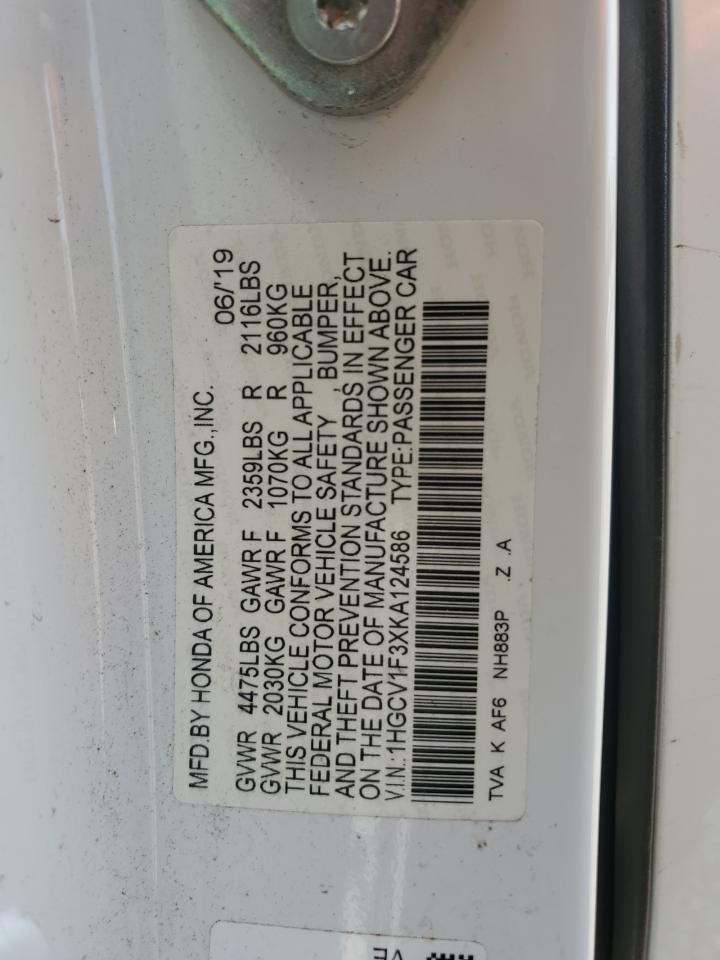 MFD.BY HONDA OF AMERICA MFG.,INC. 06/'19
GVWR 4475LBS GAWR F 2359LBS R 2116LBS
GVWR 2030KG GAWR F 1070KG R 960KG
THIS VEHICLE CONFORMS TO ALL APPLICABLE
FEDERAL MOTOR VEHICLE SAFETY , BUMPER,
AND THEFT PREVENTION STANDARDS IN EFFECT
ON THE DATE OF MANUFACTURE SHOWN ABOVE.
V.I.N.:1HGCV1F3XKA124586 TYPE:PASSENGER CAR
TVA K AF6 NH883P .Z .A